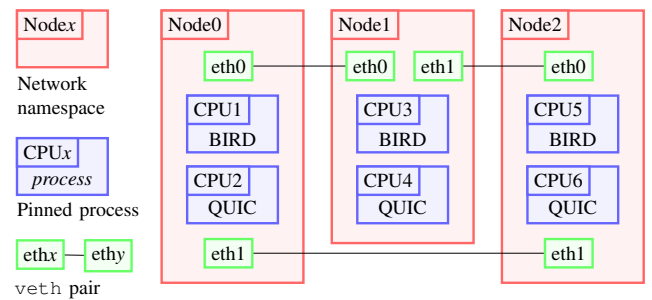 Nodex
Network
namespace
CPUx
process
Pinned process
ethx
ethy
veth pair
Node0
eth0
CPU1
BIRD
CPU2
QUIC
eth1
Node1
eth0
eth1
CPU3
BIRD
CPU4
QUIC
Node2
eth0
CPU5
BIRD
CPU6
QUIC
eth1